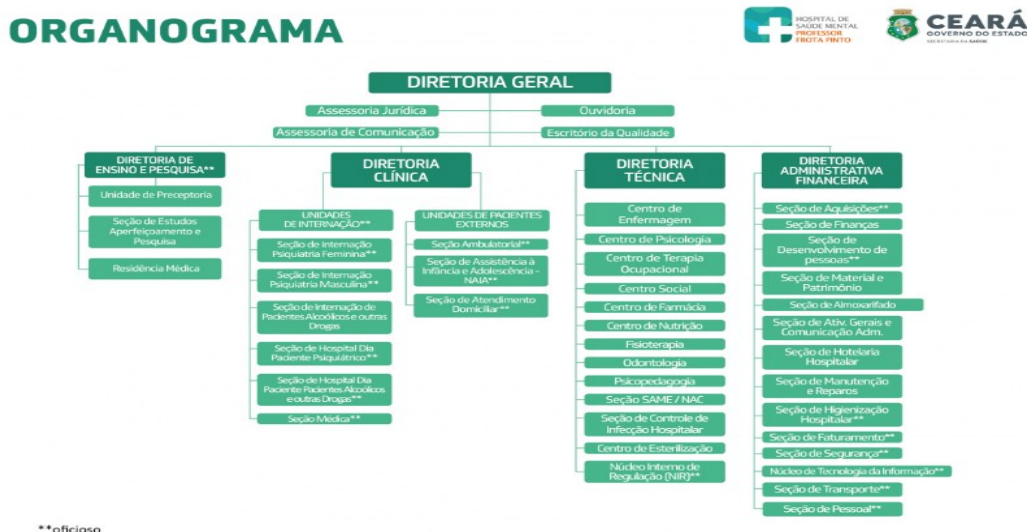 ORGANOGRAMA
HOSPITAL DE
SAÚDE MENTAL
PROFESSOR
FROTA PINTO
CEARÁ
GOVERNO DO ESTADO
SECRETARIA DA SAÚDE
DIRETORIA GERAL
Assessoria Jurídica
Ouvidoria
Assessoria de Comunicação
Escritório da Qualidade
DIRETORIA DE
ENSINO E PESQUISA**
Unidade de Preceptoria
Seção de Estudos
Aperfeiçoamento e
Pesquisa
Residência Médica
DIRETORIA
CLÍNICA
UNIDADES
DE INTERNAÇÃO**
Seção de Internação
Psiquiatria Feminina**
Seção de Internação
Psiquiatria Masculina**
Seção de Internação de
Pacientes Alcoólicos e outras
Drogas
Seção de Hospital Dia
Paciente Psiquiátrico**
Seção de Hospital Dia
Paciente Pacientes Alcoólicos
e outras Drogas**
Seção Médica**
UNIDADES DE PACIENTES
EXTERNOS
Seção Ambulatorial**
Seção de Assistência à
Infância e Adolescência -
NAIA**
Seção de Atendimento
Domiciliar**
DIRETORIA
TÉCNICA
Centro de
Enfermagem
Centro de Psicologia
Centro de Terapia
Ocupacional
Centro Social
Centro de Farmácia
Centro de Nutrição
Fisioterapia
Odontologia
Psicopedagogia
Seção SAME / NAC
Seção de Controle de
Infecção Hospitalar
Centro de Esterilização
Núcleo Interno de
Regulação (NIR)**
DIRETORIA
ADMINISTRATIVA
FINANCEIRA
Seção de Aquisições**
Seção de Finanças
Seção de
Desenvolvimento de
pessoas**
Seção de Material e
Patrimônio
Seção de Almoxarifado
Seção de Ativ. Gerais e
Comunicação Adm.
Seção de Hotelaria
Hospitalar
Seção de Manutenção
e Reparos
Seção de Higienização
Hospitalar**
Seção de Faturamento**
Seção de Segurança**
Núcleo de Tecnologia da Informação**
Seção de Transporte**
Seção de Pessoal**
**oficioso